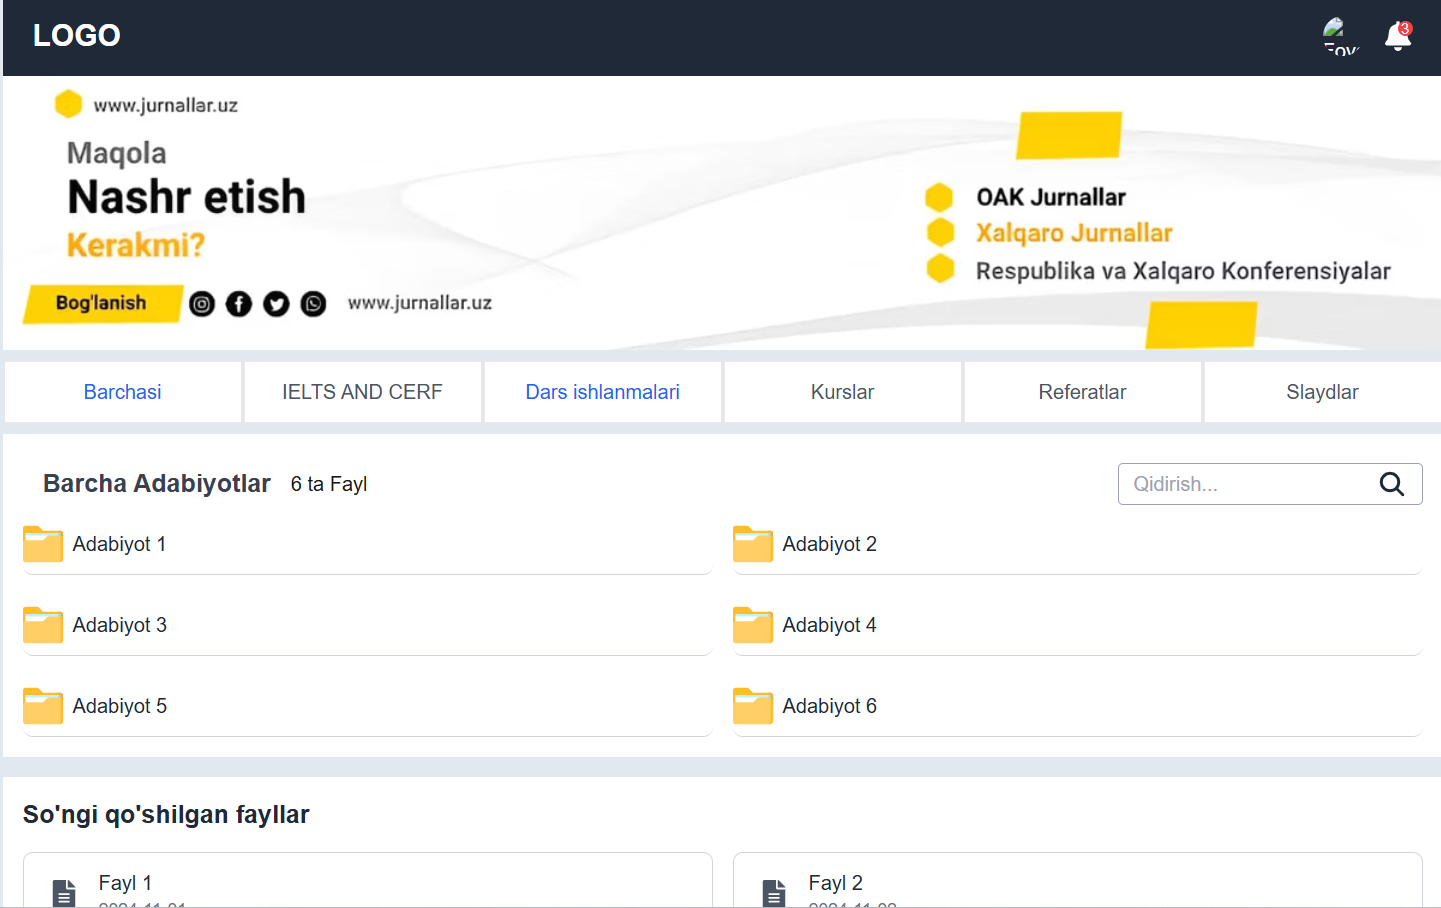 LOGO
3
www.jurnallar.uz
Maqola
Nashr etish
Kerakmi?
Bog'lanish
www.jurnallar.uz
OAK Jurnallar
Xalqaro Jurnallar
Respublika va Xalqaro Konferensiyalar
Barchasi
IELTS AND CERF
Dars ishlanmalari
Kurslar
Referatlar
Slaydlar
Barcha Adabiyotlar
6 ta Fayl
Qidirish...
Adabiyot 1
Adabiyot 2
Adabiyot 3
Adabiyot 4
Adabiyot 5
Adabiyot 6
So'ngi qo'shilgan fayllar
Fayl 1
Fayl 2